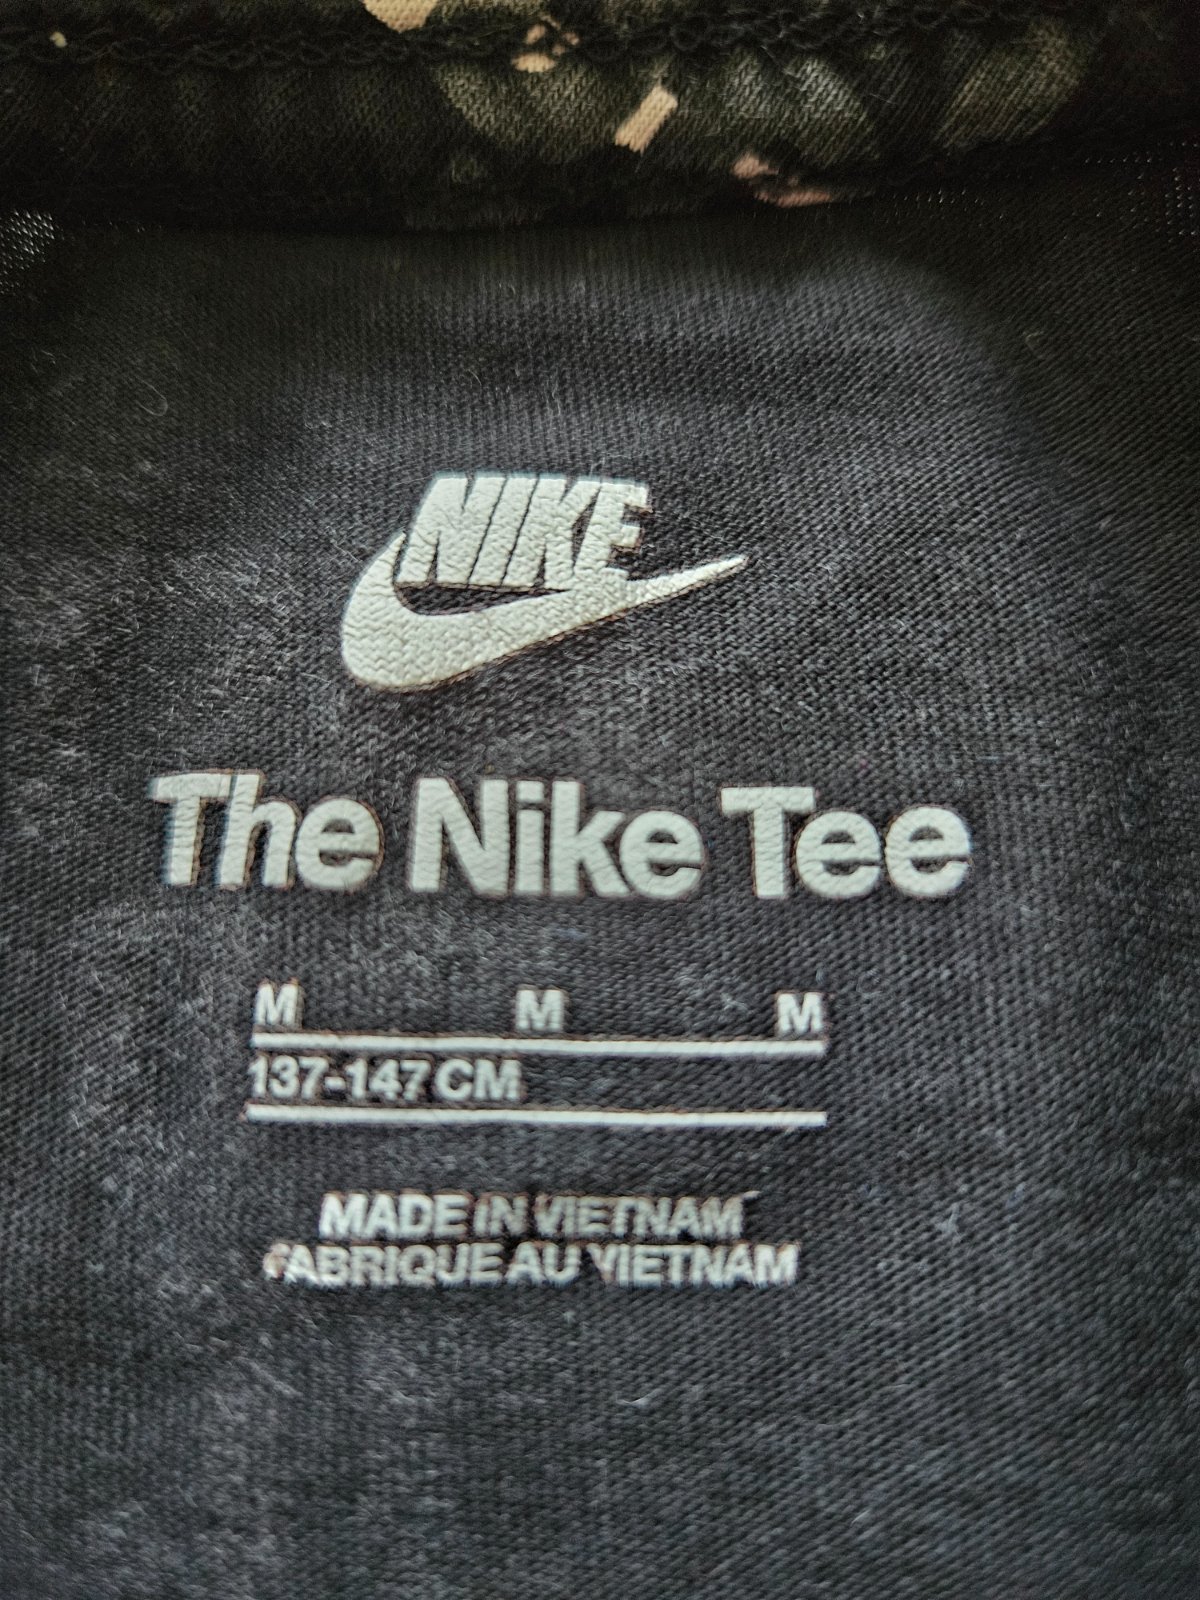 NIKE
The Nike Tee
M M M
137-147 CM
MADE IN VIETNAM
FABRIQUE AU VIETNAM